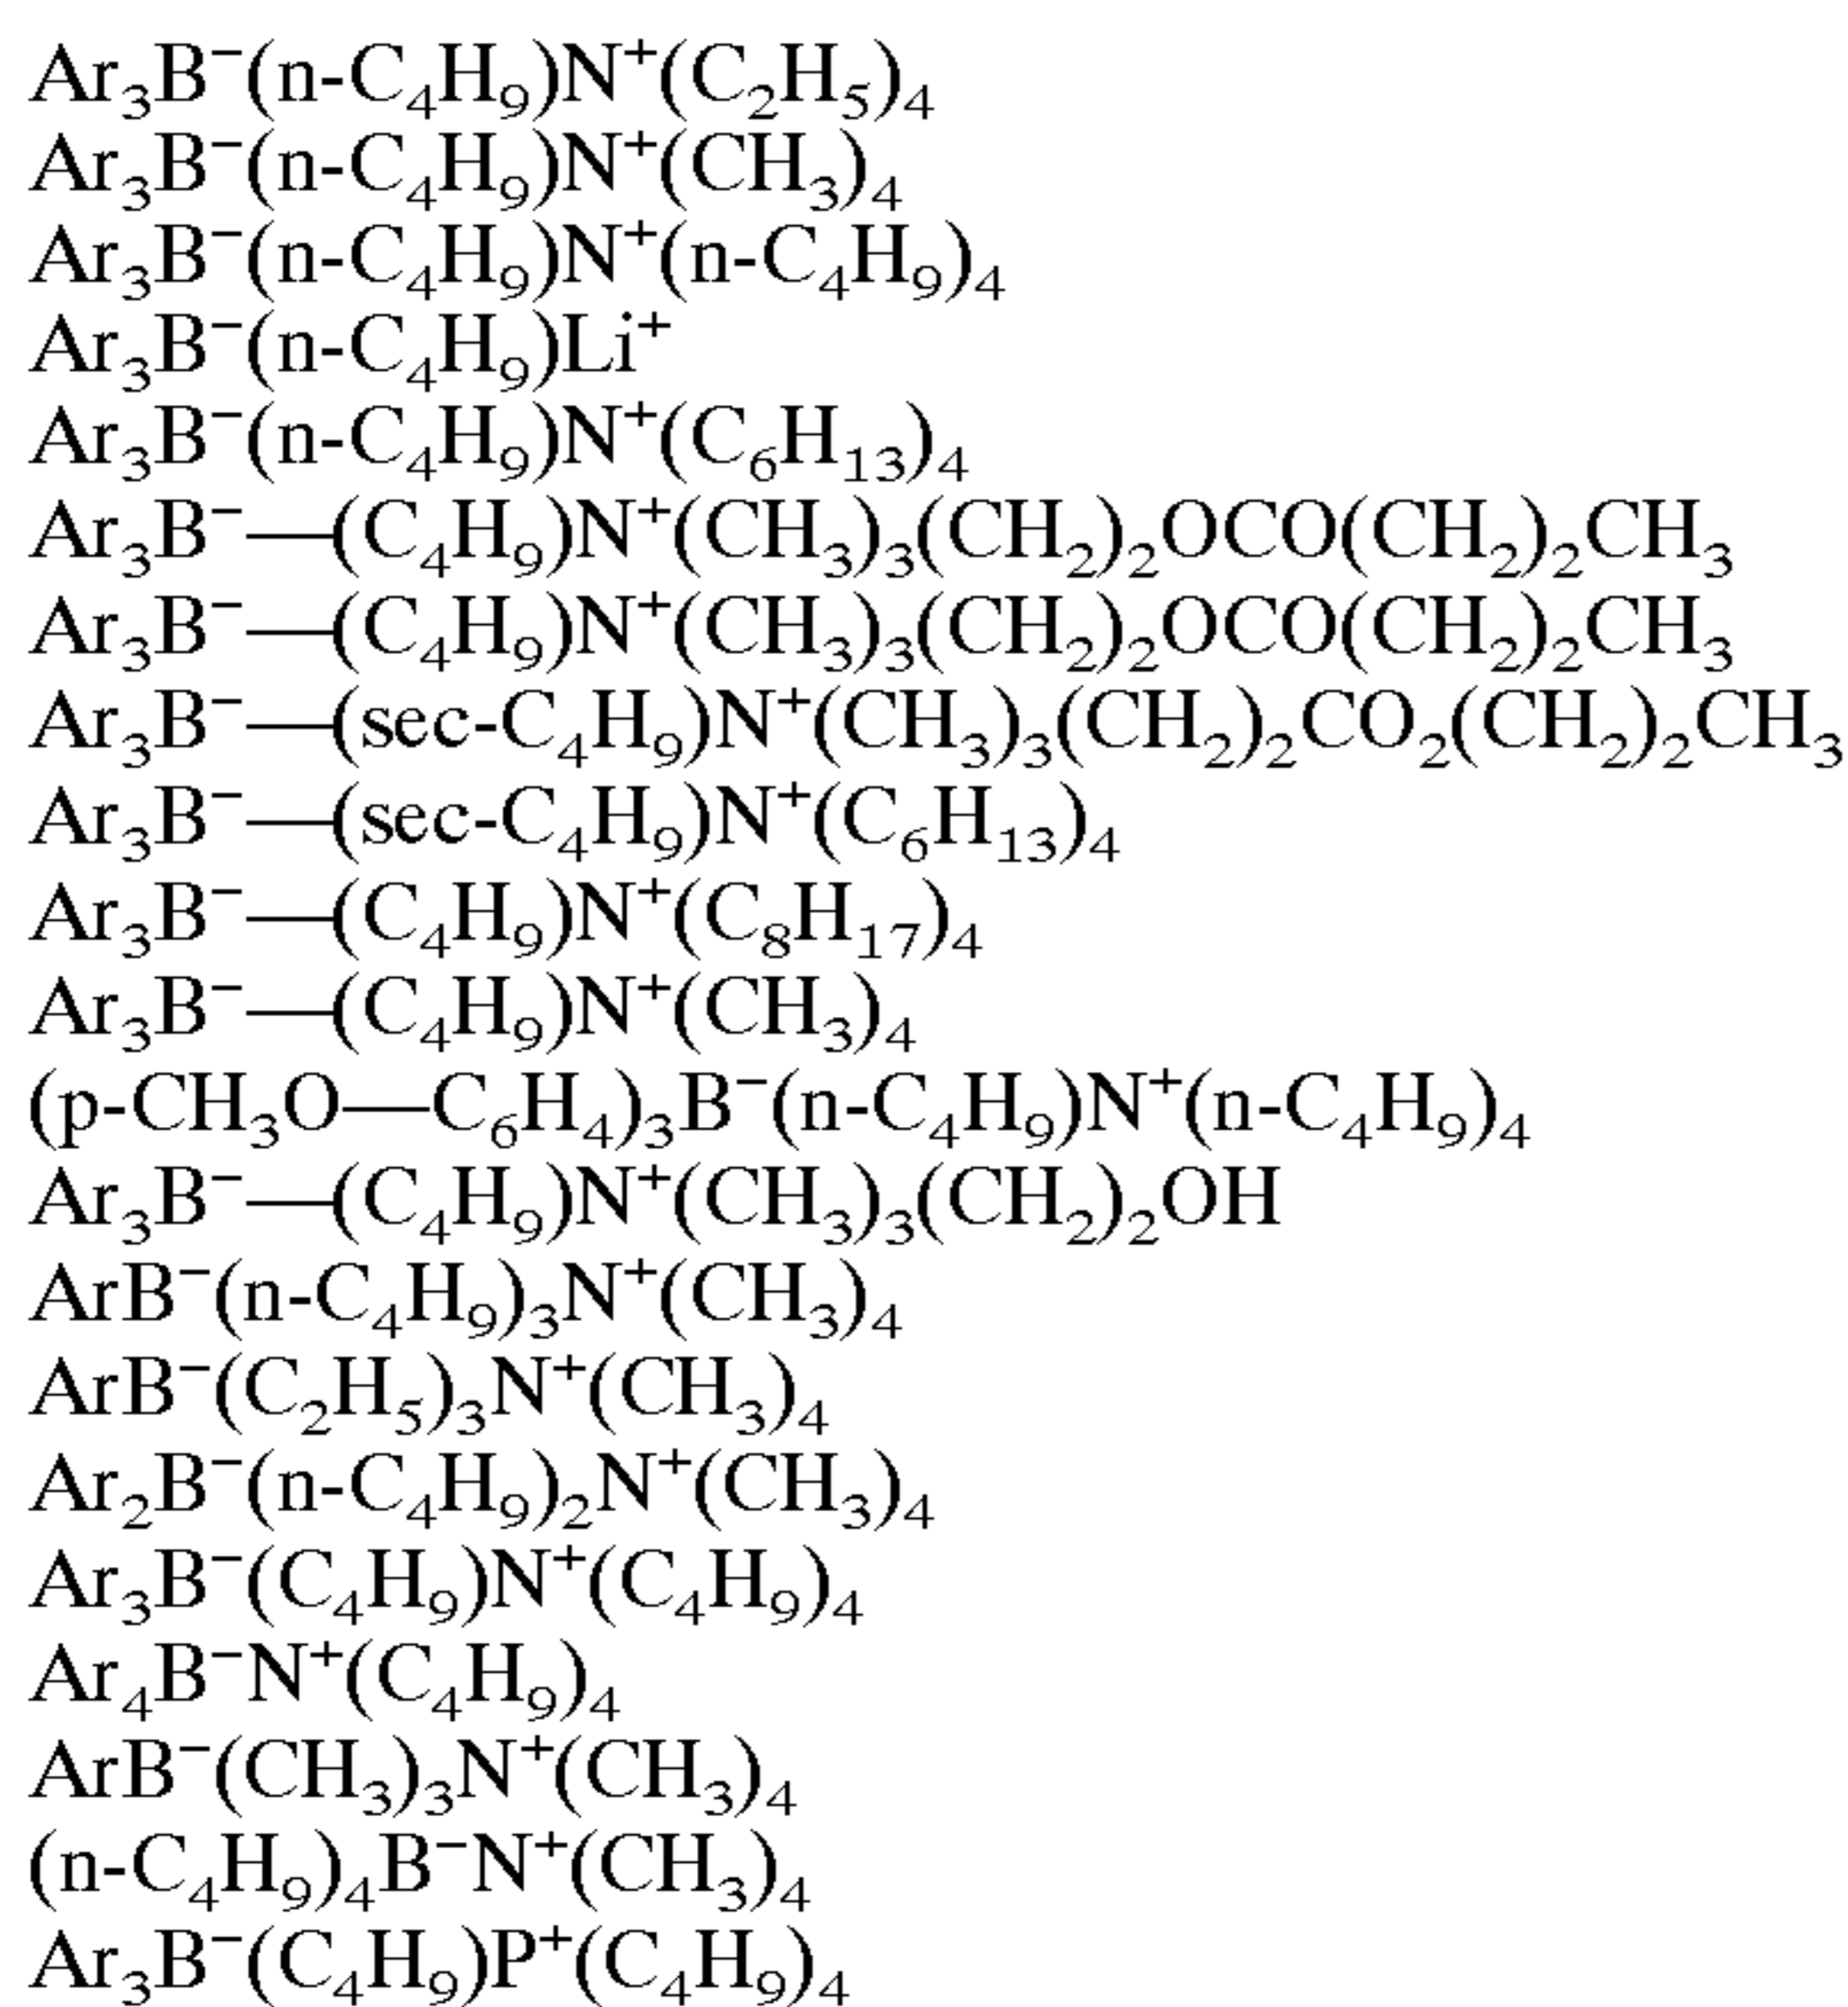 Ar₃B⁻(n-C₄H₉)N⁺(C₂H₅)₄
Ar₃B⁻(n-C₄H₉)N⁺(CH₃)₄
Ar₃B⁻(n-C₄H₉)N⁺(n-C₄H₉)₄
Ar₃B⁻(n-C₄H₉)Li⁺
Ar₃B⁻(n-C₄H₉)N⁺(C₆H₁₃)₄
Ar₃B⁻—(C₄H₉)N⁺(CH₃)₃(CH₂)₂OCO(CH₂)₂CH₃
Ar₃B⁻—(C₄H₉)N⁺(CH₃)₃(CH₂)₂OCO(CH₂)₂CH₃
Ar₃B⁻—(sec-C₄H₉)N⁺(CH₃)₃(CH₂)₂CO₂(CH₂)₂CH₃
Ar₃B⁻—(sec-C₄H₉)N⁺(C₆H₁₃)₄
Ar₃B⁻—(C₄H₉)N⁺(C₈H₁₇)₄
Ar₃B⁻—(C₄H₉)N⁺(CH₃)₄
(p-CH₃O—C₆H₄)₃B⁻(n-C₄H₉)N⁺(n-C₄H₉)₄
Ar₃B⁻—(C₄H₉)N⁺(CH₃)₃(CH₂)₂OH
ArB⁻(n-C₄H₉)₃N⁺(CH₃)₄
ArB⁻(C₂H₅)₃N⁺(CH₃)₄
Ar₂B⁻(n-C₄H₉)₂N⁺(CH₃)₄
Ar₃B⁻(C₄H₉)N⁺(C₄H₉)₄
Ar₄B⁻N⁺(C₄H₉)₄
ArB⁻(CH₃)₃N⁺(CH₃)₄
(n-C₄H₉)₄B⁻N⁺(CH₃)₄
Ar₃B⁻(C₄H₉)P⁺(C₄H₉)₄